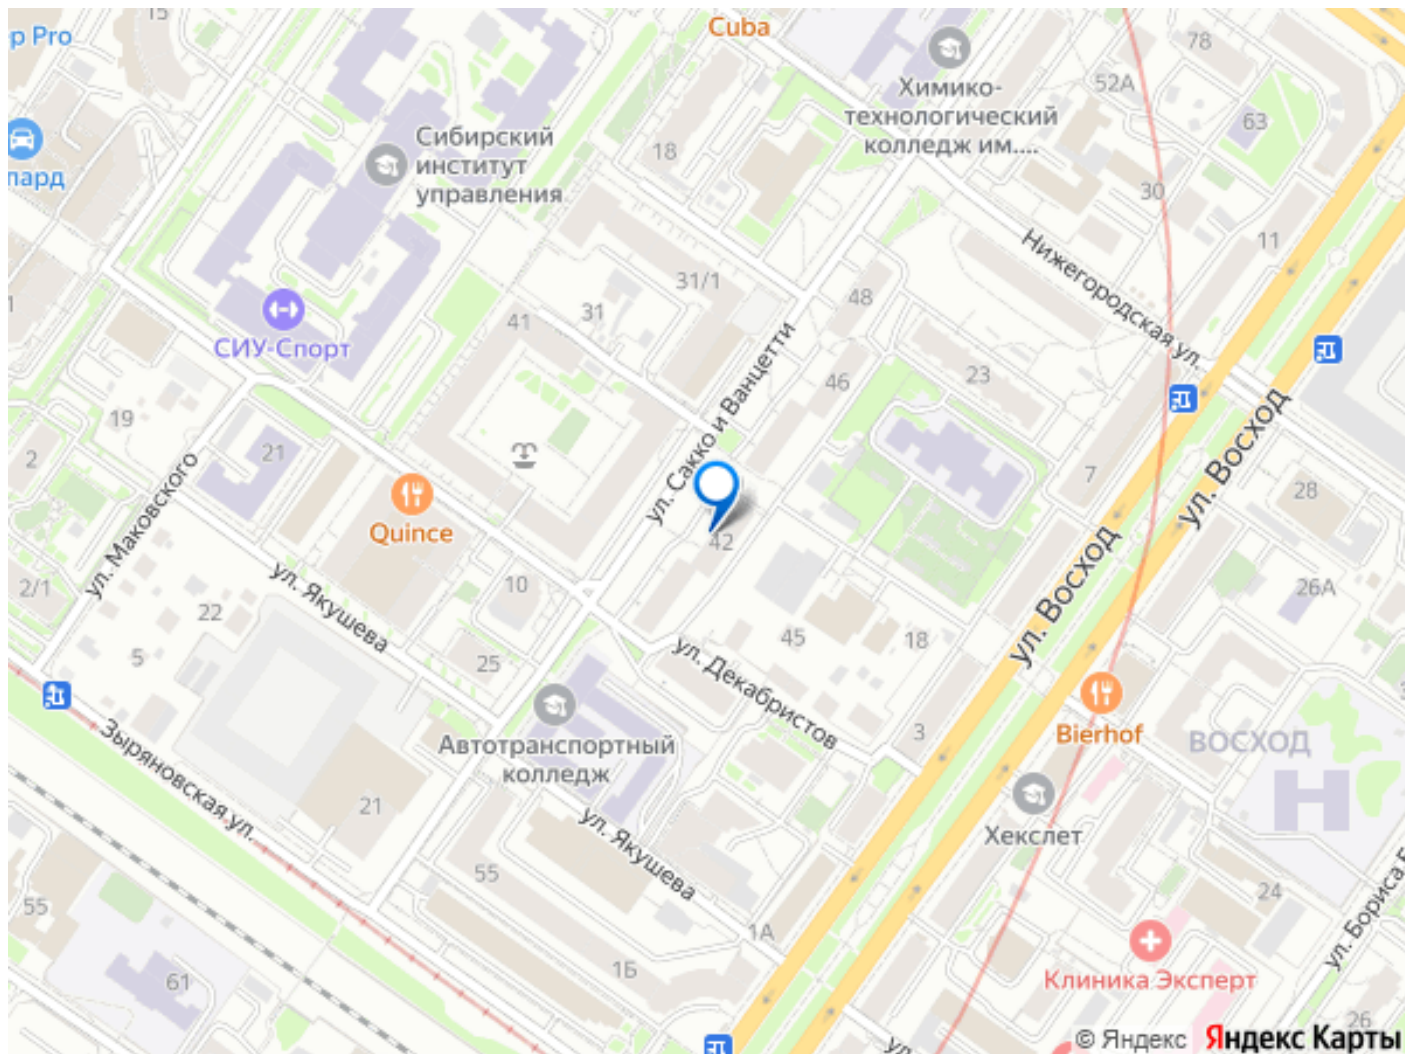 15
Cuba
78
p Pro
Химико-
технологический
колледж им....
52А
63
Сибирский
институт
управления
18
пард
30
11
Нижегородская ул.
31/1
48
31
41
1
СИУ-Спорт
ул. Сакко и Ванцетти
46
23
19
21
2
ул. Маковского
Quince
7
ул. Восход
28
42
ул. Восход
2/1
ул. Якушева
10
26А
22
45
18
5
25
ул. Декабристов
Bierhof
ВОСХОД
3
Автотранспортный
колледж
Зыряновская ул.
21
ул. Якушева
Хекслет
55
24
55
1А
ул. Бориса Б
1Б
61
Клиника Эксперт
26
ул.
© Яндекс Яндекс Карты